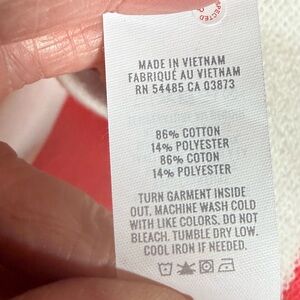 MADE IN VIETNAM
FABRIQUÉ AU VIETNAM
RN 54485 CA 03873
86% COTTON
14% POLYESTER
86% COTON
14% POLYESTER
TURN GARMENT INSIDE
OUT, MACHINE WASH COLD
WITH LIKE COLORS. DO NOT
BLEACH. TUMBLE DRY LOW.
COOL IRON IF NEEDED.